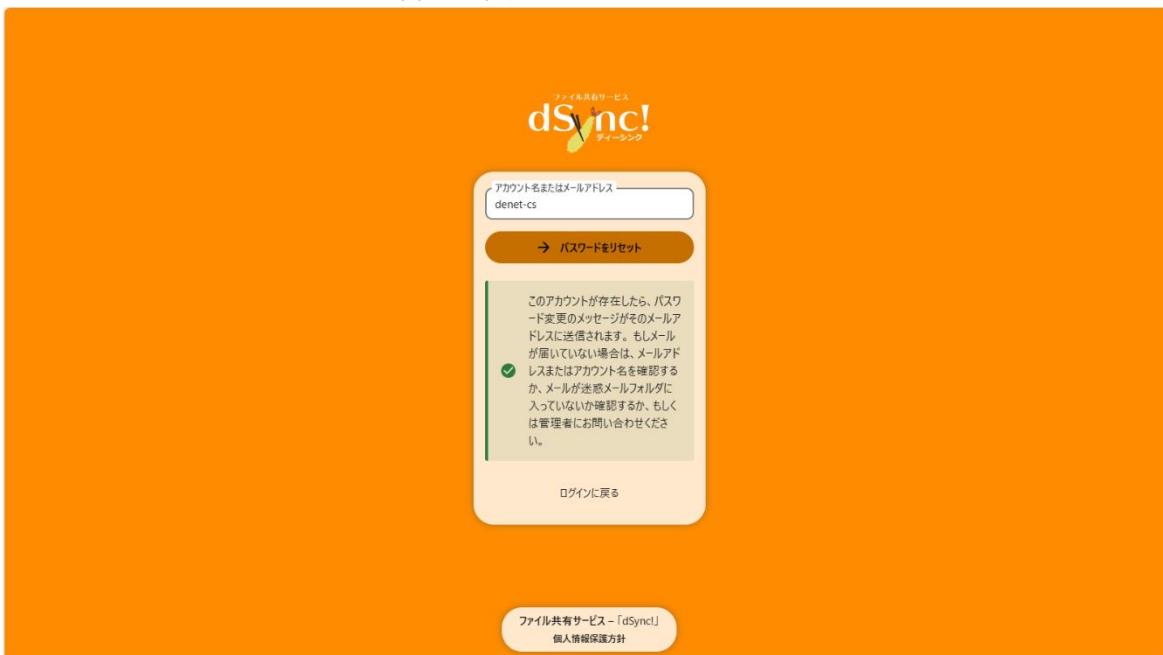 ファイル共有サービス
dSync!
ディーシンク
アカウント名またはメールアドレス
denet-cs
→ パスワードをリセット
このアカウントが存在したら、パスワ
ード変更のメッセージがそのメールア
ドレスに送信されます。もしメール
が届いていない場合は、メールアド
レスまたはアカウント名を確認する
か、メールが迷惑メールフォルダに
入っていないか確認するか、もしく
は管理者にお問い合わせくださ
い。
ログインに戻る
ファイル共有サービス – 「dSync!」
個人情報保護方針